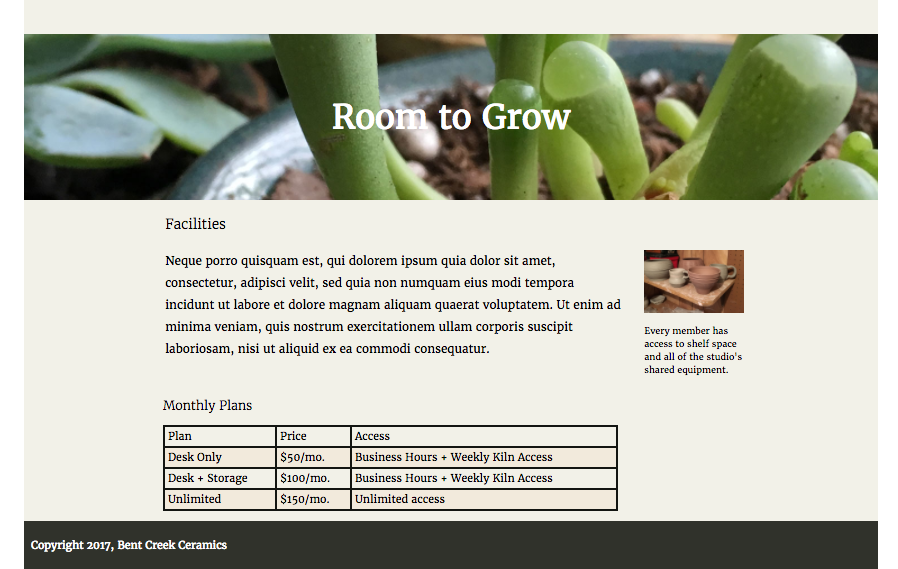 Room to Grow
Facilities
Neque porro quisquam est, qui dolorem ipsum quia dolor sit amet,
consectetur, adipisci velit, sed quia non numquam eius modi tempora
incidunt ut labore et dolore magnam aliquam quaerat voluptatem. Ut enim ad
minima veniam, quis nostrum exercitationem ullam corporis suscipit
laboriosam, nisi ut aliquid ex ea commodi consequatur.
Every member has
access to shelf space
and all of the studio's
shared equipment.
Monthly Plans
Plan Price Access
Desk Only $50/mo. Business Hours + Weekly Kiln Access
Desk + Storage $100/mo. Business Hours + Weekly Kiln Access
Unlimited $150/mo. Unlimited access
Copyright 2017, Bent Creek Ceramics